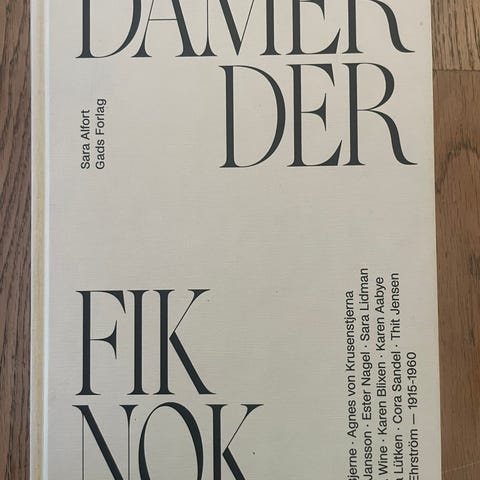 DAMER
DER
Sara Alfort
Gads Forlag
FIK
NOK
· Agnes von Krusenstjerna
Jansson · Ester Nagel · Sara Lidman
Wine · Karen Blixen · Karen Aabye
Lütken · Cora Sandel · Thit Jensen
Ehrström — 1915-1960